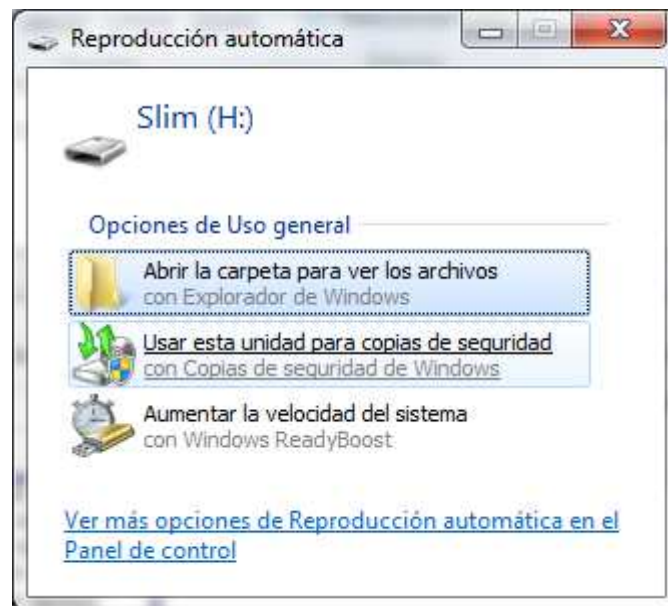 Reproducción automática
Slim (H:)
Opciones de Uso general
Abrir la carpeta para ver los archivos
con Explorador de Windows
Usar esta unidad para copias de seguridad
con Copias de seguridad de Windows
Aumentar la velocidad del sistema
con Windows ReadyBoost
Ver más opciones de Reproducción automática en el
Panel de control